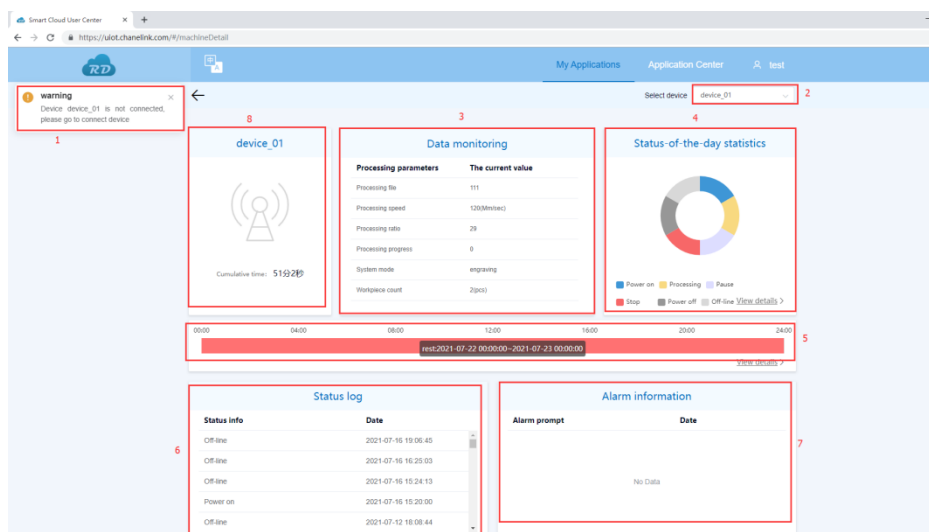 Smart Cloud User Center
https://uiot.chanelink.com/#/machineDetail
RD
My Applications
Application Center
test
warning
Device device_01 is not connected,
please go to connect device
1
Select device
device_01
2
8
device_01
Cumulative time: 51分2秒
3
Data monitoring
Processing parameters The current value
Processing file 111
Processing speed 120(Mm/sec)
Processing ratio 29
Processing progress 0
System mode engraving
Workpiece count 2(pcs)
4
Status-of-the-day statistics
Power on Processing Pause
Stop Power off Off-line View details >
00:00 04:00 08:00 12:00 16:00 20:00 24:00
rest:2021-07-22 00:00:00~2021-07-23 00:00:00
5
View details >
Status log
Status info Date
Off-line 2021-07-16 19:06:45
Off-line 2021-07-16 16:25:03
Off-line 2021-07-16 15:24:13
Power on 2021-07-16 15:20:00
Off-line 2021-07-12 18:08:44
6
Alarm information
Alarm prompt Date
No Data
7